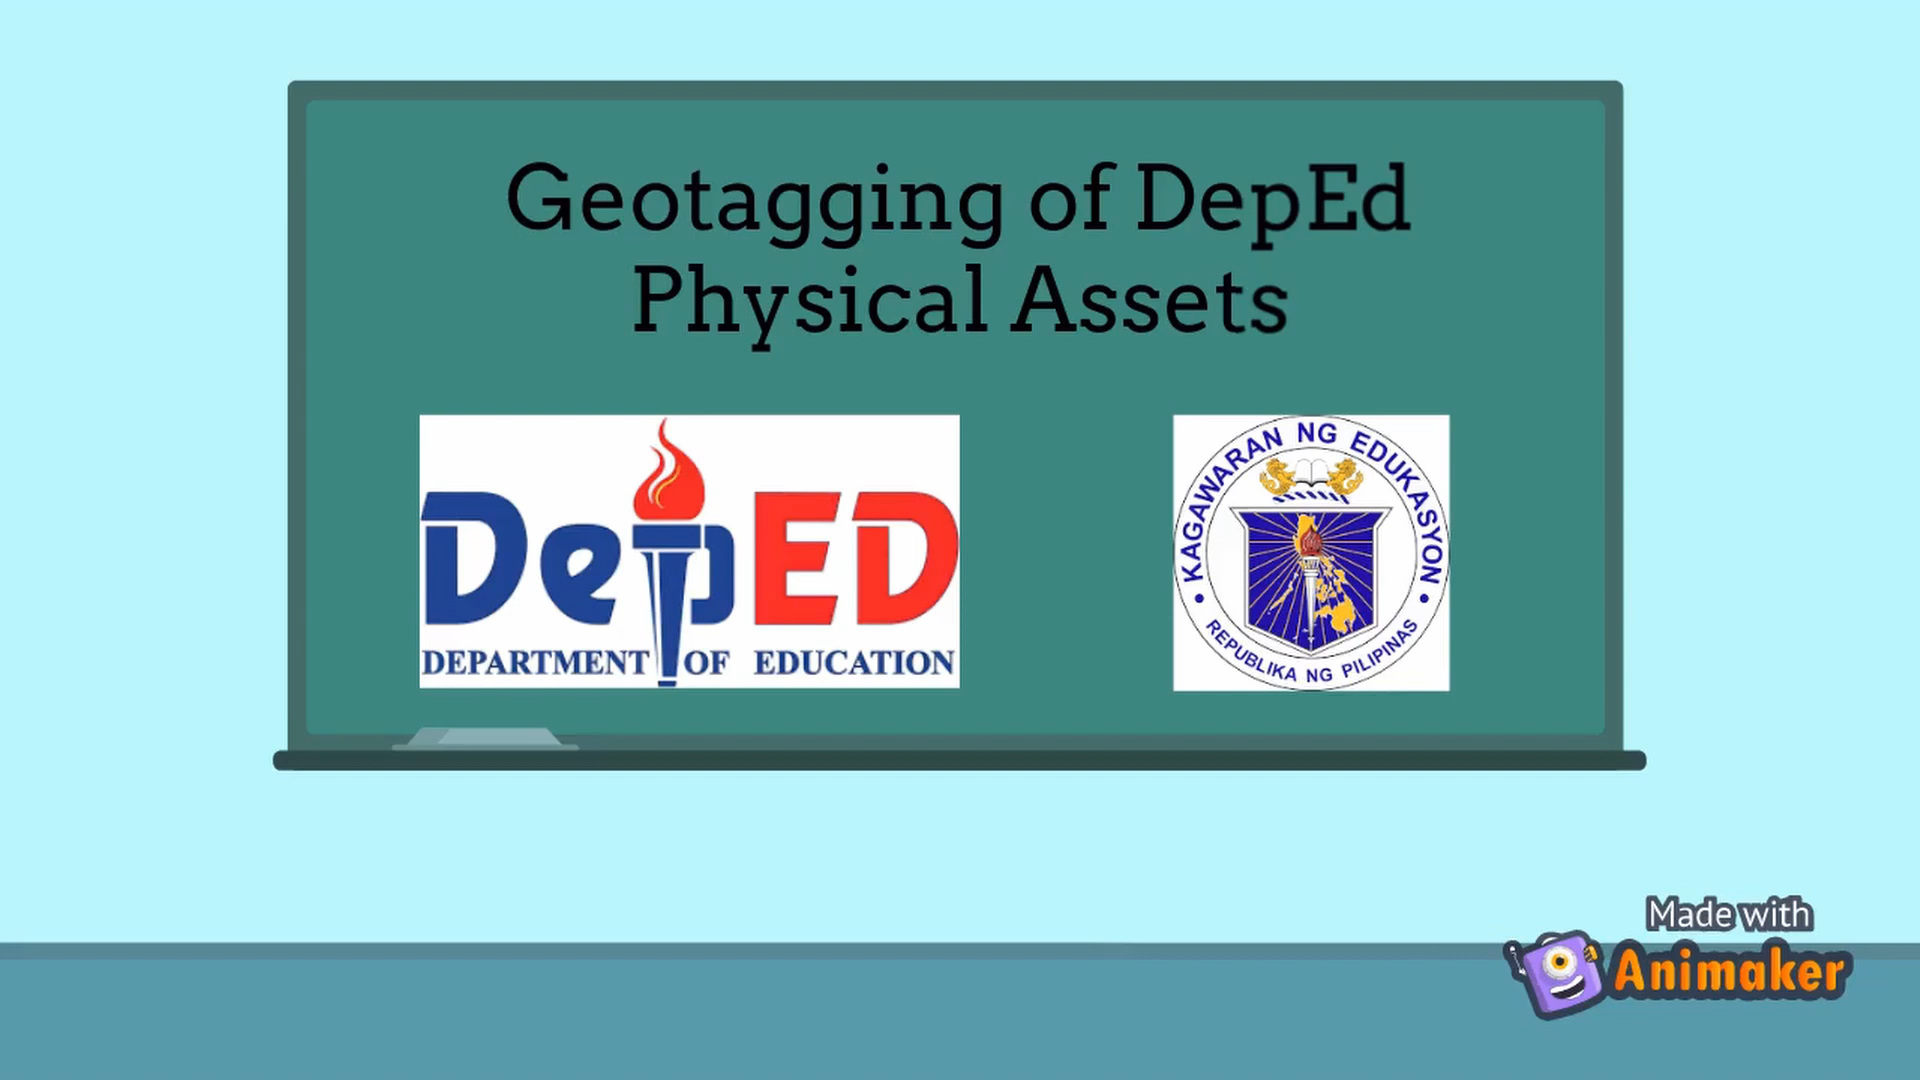 Geotagging of DepEd
Physical Assets
DepED
DEPARTMENT OF EDUCATION
KAGAWARAN NG EDUKASYON
REPUBLIKA NG PILIPINAS
Made with
Animaker